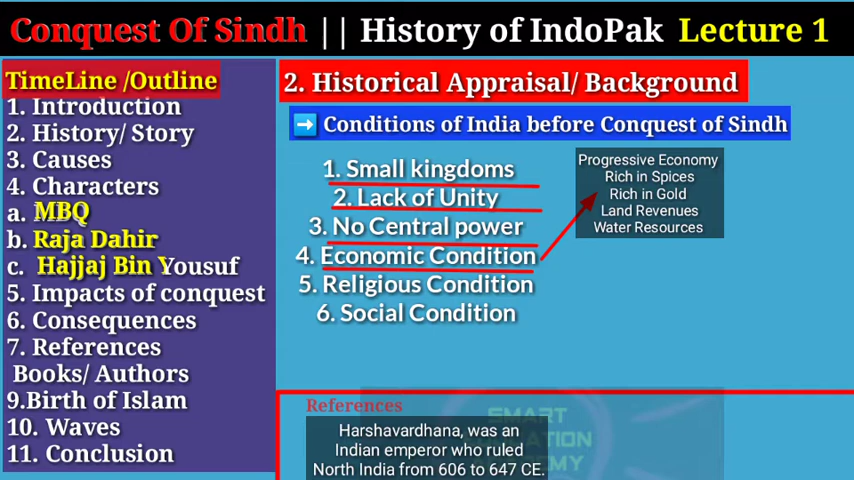 Conquest Of Sindh || History of IndoPak Lecture 1
TimeLine /Outline
1. Introduction
2. History/ Story
3. Causes
4. Characters
a. MBQ
b. Raja Dahir
c. Hajjaj Bin Yousuf
5. Impacts of conquest
6. Consequences
7. References
Books/ Authors
9.Birth of Islam
10. Waves
11. Conclusion
2. Historical Appraisal/ Background
Conditions of India before Conquest of Sindh
1. Small kingdoms
2. Lack of Unity
3. No Central power
4. Economic Condition
5. Religious Condition
6. Social Condition
Progressive Economy
Rich in Spices
Rich in Gold
Land Revenues
Water Resources
References
Harshavardhana, was an
Indian emperor who ruled
North India from 606 to 647 CE.
SMART